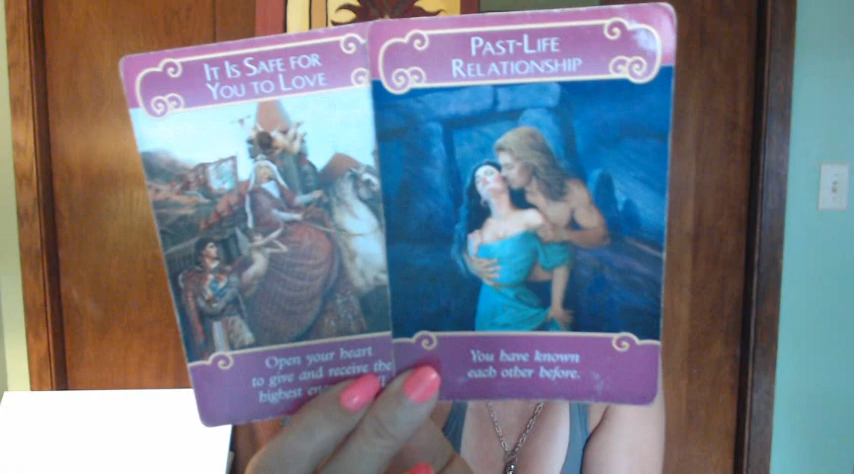 IT IS SAFE FOR
YOU TO LOVE
Open your heart
to give and receive the
highest
PAST-LIFE
RELATIONSHIP
You have known
each other before.